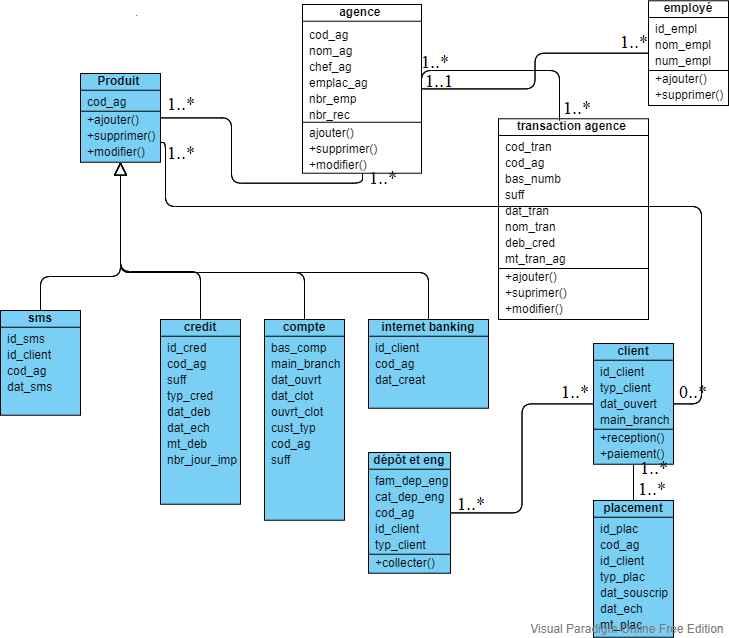 agence
cod_ag
nom_ag
chef_ag
emplac_ag
nbr_emp
nbr_rec
ajouter()
+supprimer()
+modifier()
employé
id_empl
nom_empl
num_empl
+ajouter()
+supprimer()
1..*
1..*
1..1
1..*
1..*
Produit
cod_ag
+ajouter()
+supprimer()
+modifier()
1..*
1..*
transaction agence
cod_tran
cod_ag
bas_numb
suff
dat_tran
nom_tran
deb_cred
mt_tran_ag
+ajouter()
+suprimer()
+modifier()
sms
id_sms
id_client
cod_ag
dat_sms
credit
id_cred
cod_ag
suff
typ_cred
dat_deb
dat_ech
mt_deb
nbr_jour_imp
compte
bas_comp
main_branch
dat_ouvrt
dat_clot
ouvrt_clot
cust_typ
cod_ag
suff
internet banking
id_client
cod_ag
dat_creat
client
id_client
typ_client
dat_ouvert
main_branch
+reception()
+paiement()
1..*
0..*
1..*
1..*
dépôt et eng
fam_dep_eng
cat_dep_eng
cod_ag
id_client
typ_client
+collecter()
1..*
placement
id_plac
cod_ag
id_client
typ_plac
dat_souscrip
dat_ech
mt_plac
Visual Paradigm Online Free Edition